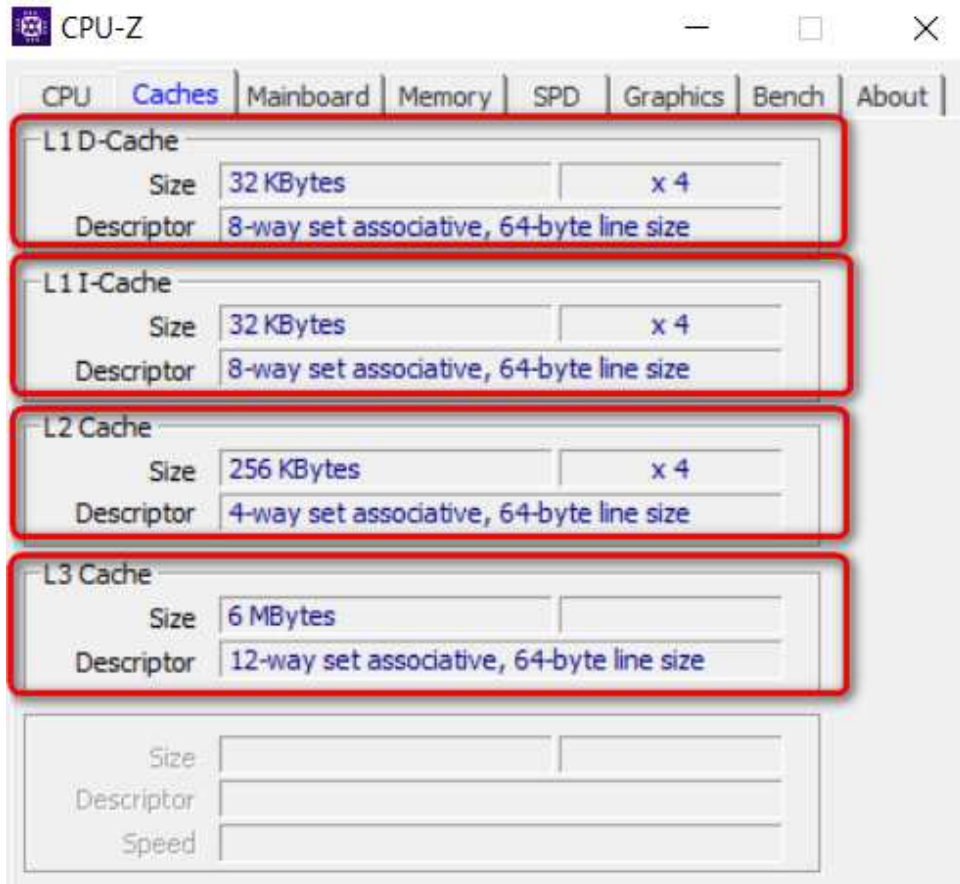 CPU-Z
CPU Caches Mainboard Memory SPD Graphics Bench About
L1 D-Cache
Size 32 KBytes x 4
Descriptor 8-way set associative, 64-byte line size
L1 I-Cache
Size 32 KBytes x 4
Descriptor 8-way set associative, 64-byte line size
L2 Cache
Size 256 KBytes x 4
Descriptor 4-way set associative, 64-byte line size
L3 Cache
Size 6 MBytes
Descriptor 12-way set associative, 64-byte line size
Size
Descriptor
Speed